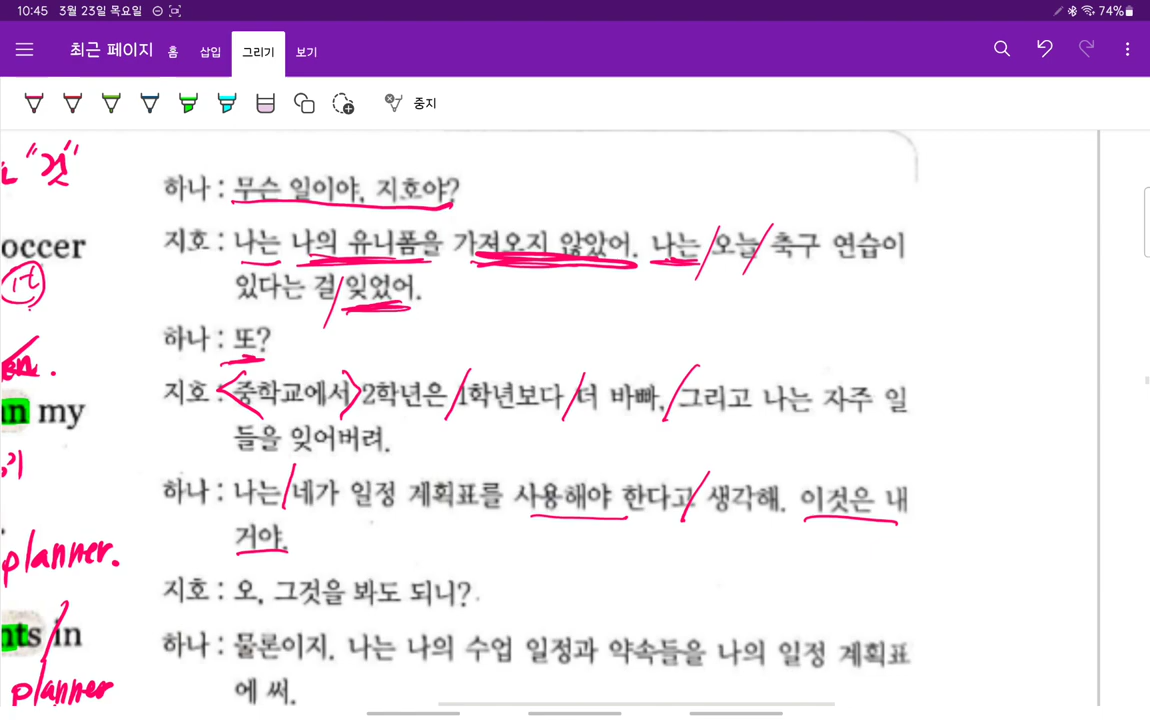 10:45 3월 23일 목요일 74%
최근 페이지 홈 삽입 그리기 보기
중지
"것"
하나 : 무슨 일이야, 지호야?
지호 : 나는 나의 유니폼을 가져오지 않았어. 나는 오늘 축구 연습이
occer
it
있다는 걸 잊었어.
하나 : 또?
en.
지호 : 중학교에서 2학년은 1학년보다 더 바빠, 그리고 나는 자주 일
an my
들을 잊어버려.
하나 : 나는 네가 일정 계획표를 사용해야 한다고 생각해. 이것은 내
거야.
planner.
지호 : 오, 그것을 봐도 되니?
nts in
하나 : 물론이지. 나는 나의 수업 일정과 약속들을 나의 일정 계획표
planner
에 써.